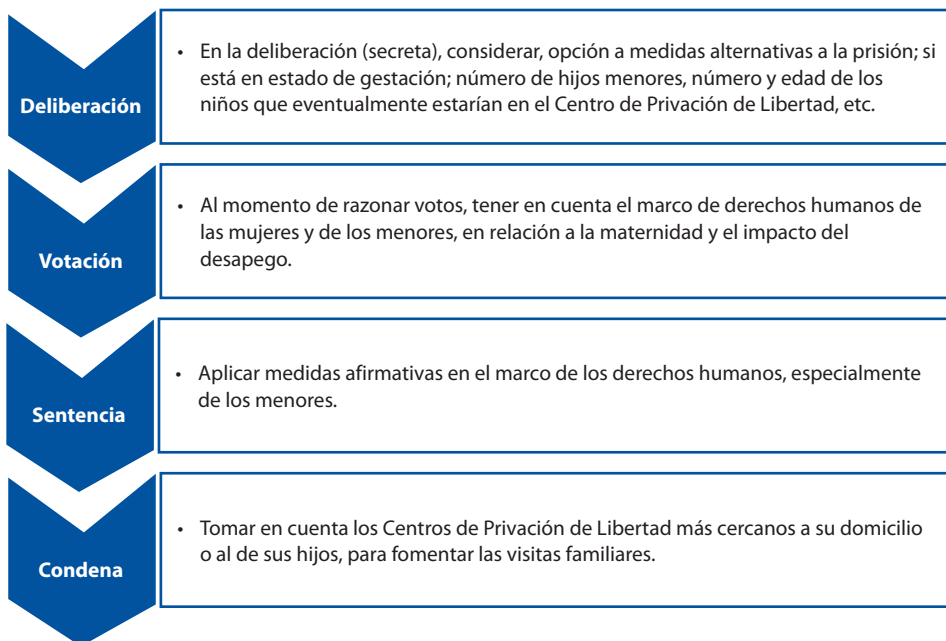 Deliberación
• En la deliberación (secreta), considerar, opción a medidas alternativas a la prisión; si
está en estado de gestación; número de hijos menores, número y edad de los
niños que eventualmente estarían en el Centro de Privación de Libertad, etc.
Votación
• Al momento de razonar votos, tener en cuenta el marco de derechos humanos de
las mujeres y de los menores, en relación a la maternidad y el impacto del
desapego.
Sentencia
• Aplicar medidas afirmativas en el marco de los derechos humanos, especialmente
de los menores.
Condena
• Tomar en cuenta los Centros de Privación de Libertad más cercanos a su domicilio
o al de sus hijos, para fomentar las visitas familiares.